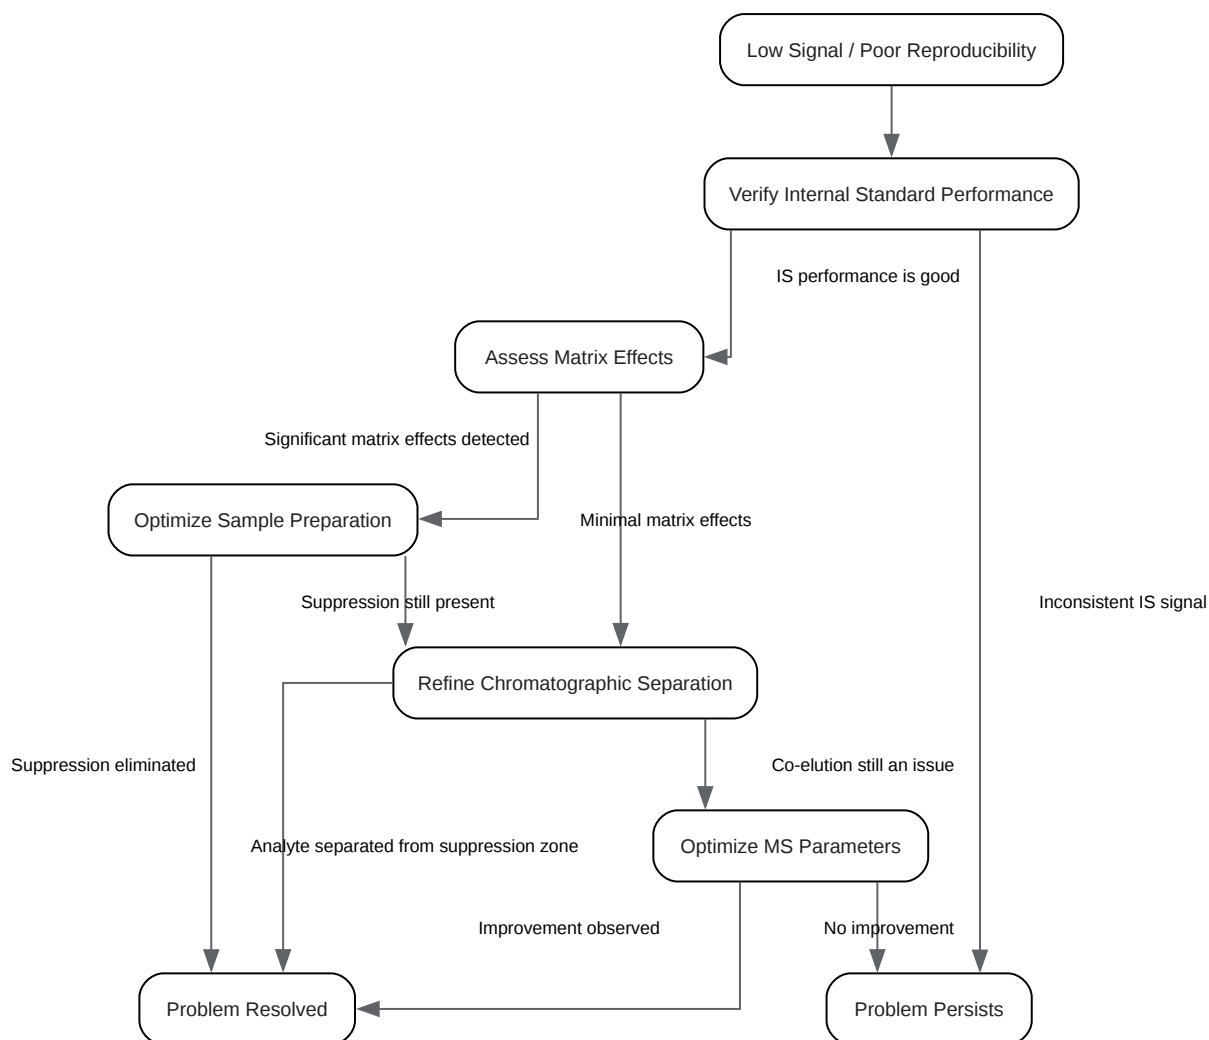 Low Signal / Poor Reproducibility
Verify Internal Standard Performance
IS performance is good
Assess Matrix Effects
Significant matrix effects detected
Optimize Sample Preparation
Minimal matrix effects
Suppression still present
Inconsistent IS signal
Refine Chromatographic Separation
Suppression eliminated
Co-elution still an issue
Analyte separated from suppression zone
Optimize MS Parameters
Improvement observed
No improvement
Problem Resolved
Problem Persists